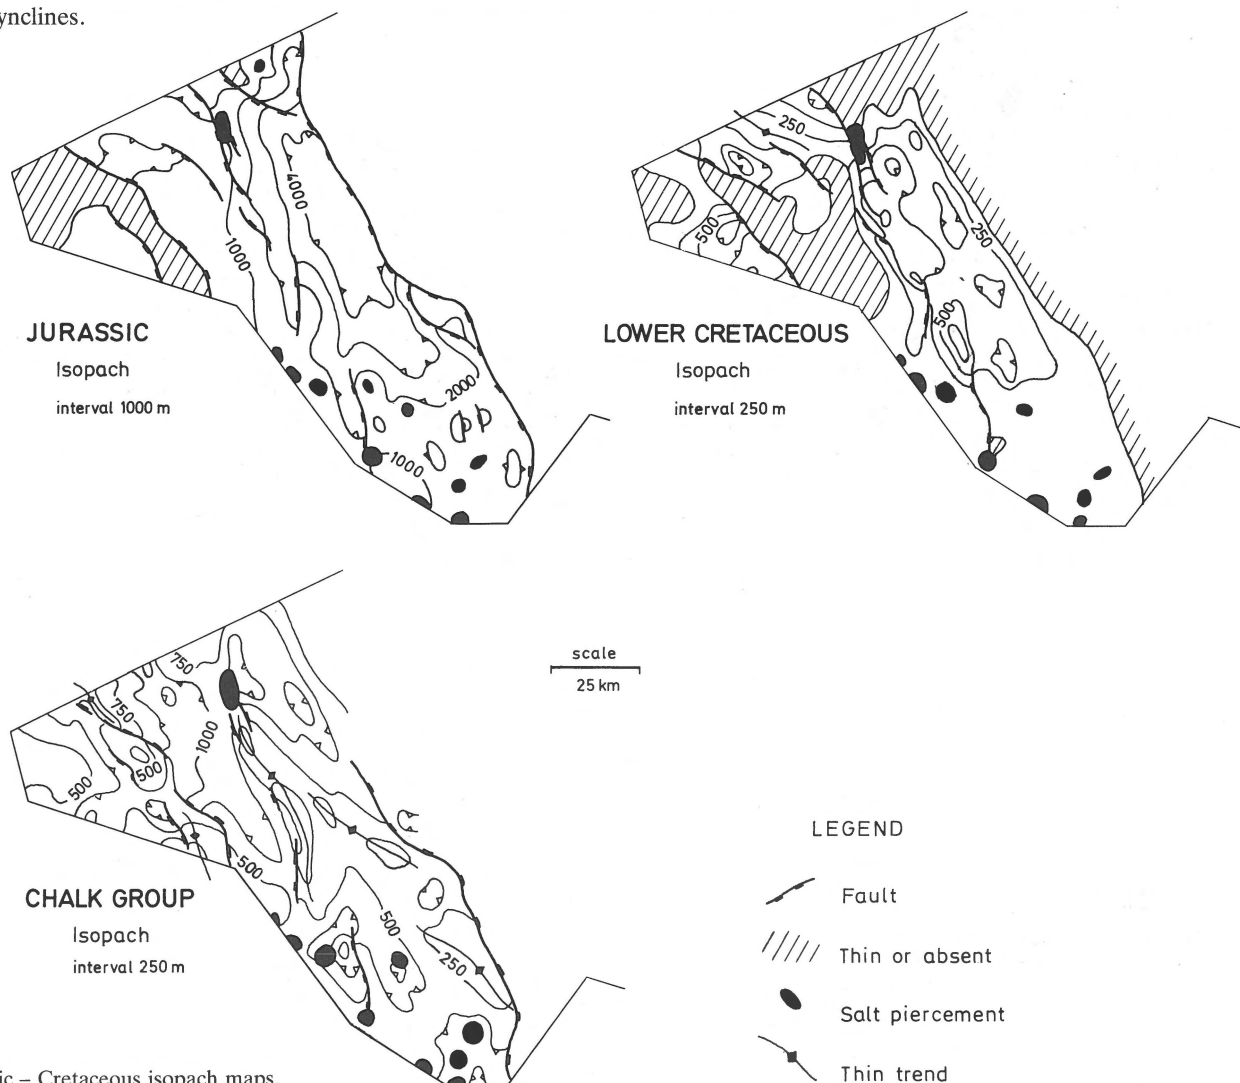 ynclines.
4000
1000
2000
1000
JURASSIC
Isopach
interval 1000 m
250
500
250
500
LOWER CRETACEOUS
Isopach
interval 250 m
750
750
1000
500
500
500
500
250
CHALK GROUP
Isopach
interval 250 m
scale
25 km
LEGEND
Fault
Thin or absent
Salt piercement
Thin trend
ic – Cretaceous isopach maps.